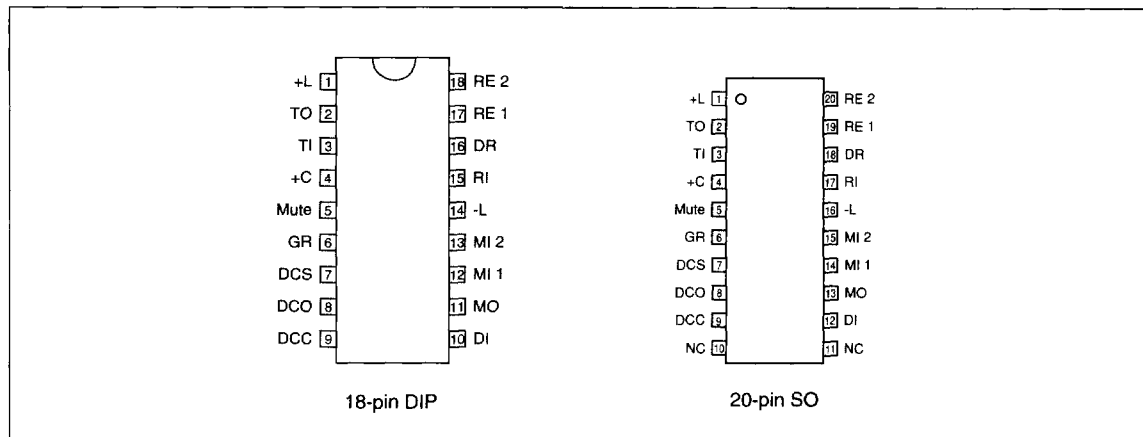 +L 1
TO 2
TI 3
+C 4
Mute 5
GR 6
DCS 7
DCO 8
DCC 9
18 RE 2
17 RE 1
16 DR
15 RI
14 -L
13 MI 2
12 MI 1
11 MO
10 DI
18-pin DIP
+L 1
TO 2
TI 3
+C 4
Mute 5
GR 6
DCS 7
DCO 8
DCC 9
NC 10
20 RE 2
19 RE 1
18 DR
17 RI
16 -L
15 MI 2
14 MI 1
13 MO
12 DI
11 NC
20-pin SO